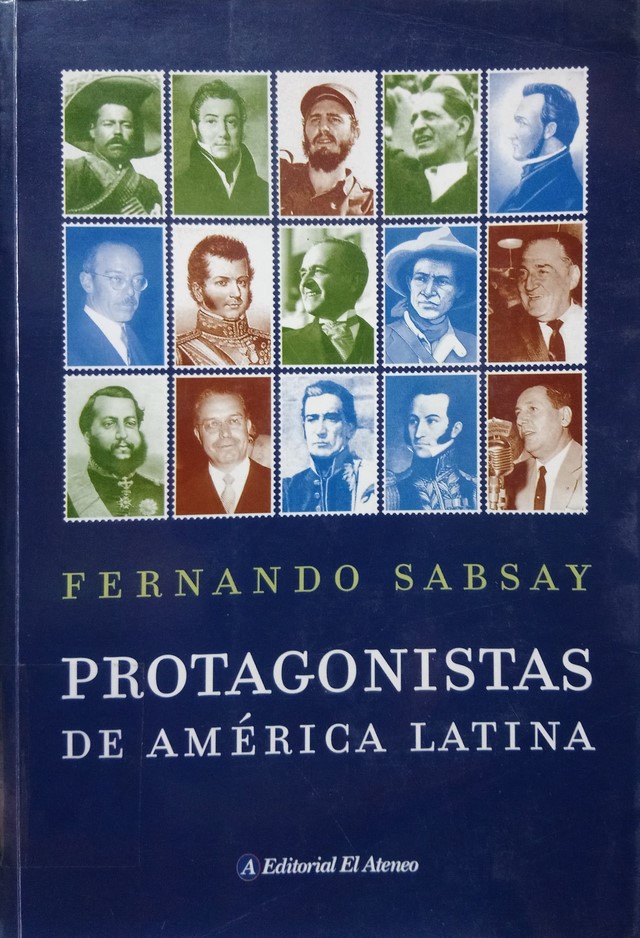 FERNANDO SABSAY
PROTAGONISTAS
DE AMÉRICA LATINA
A Editorial El Ateneo